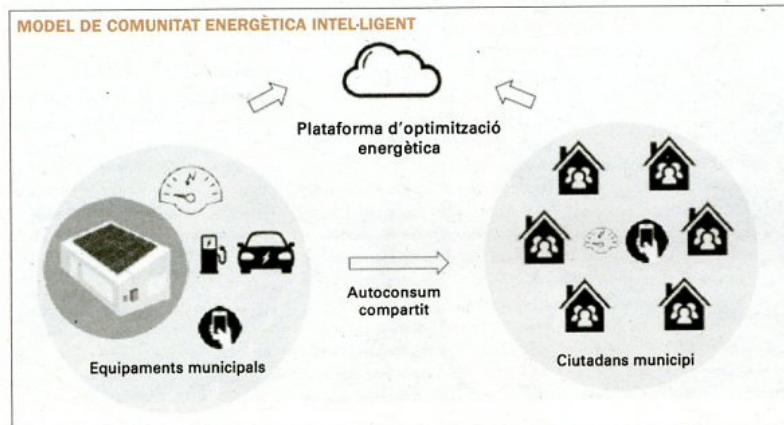 MODEL DE COMUNITAT ENERGÈTICA INTEL·LIGENT
Plataforma d'optimització
energètica
Autoconsum
compartit
Equipaments municipals
Ciutadans municipi